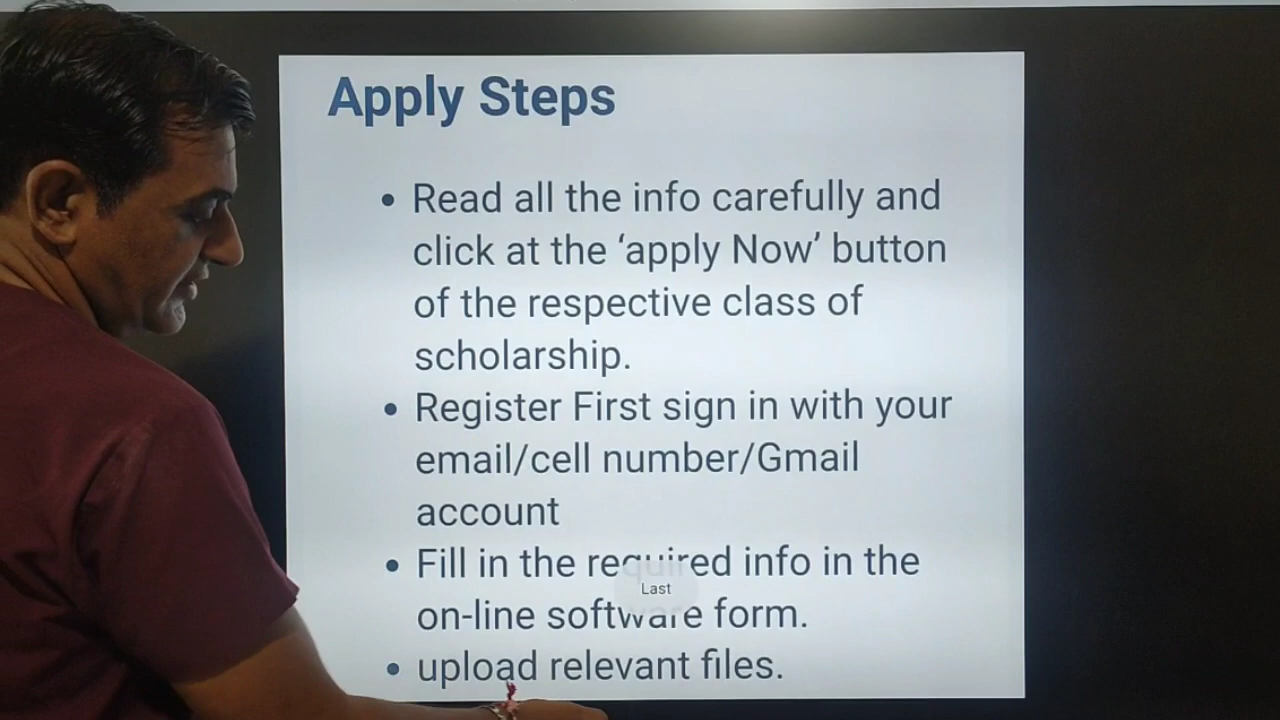 Apply Steps
• Read all the info carefully and
click at the ‘apply Now’ button
of the respective class of
scholarship.
• Register First sign in with your
email/cell number/Gmail
account
• Fill in the required info in the
Last
on-line software form.
• upload relevant files.